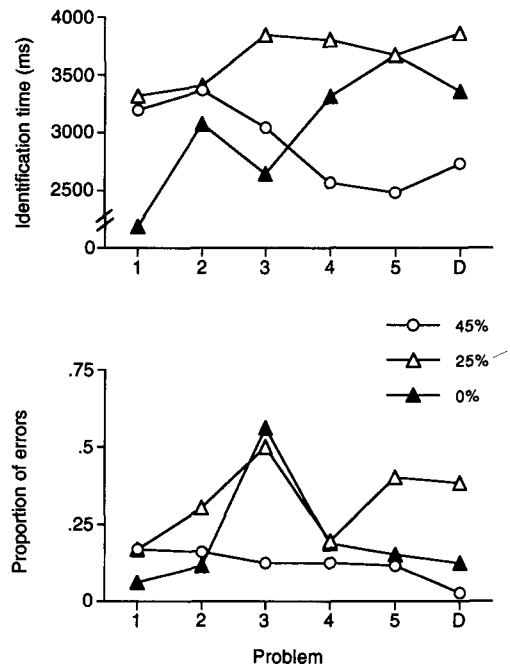 4000
3500
3000
2500
0
Identification time (ms)
1 2 3 4 5 D
45%
25%
0%
.75
.5
.25
0
Proportion of errors
1 2 3 4 5 D
Problem